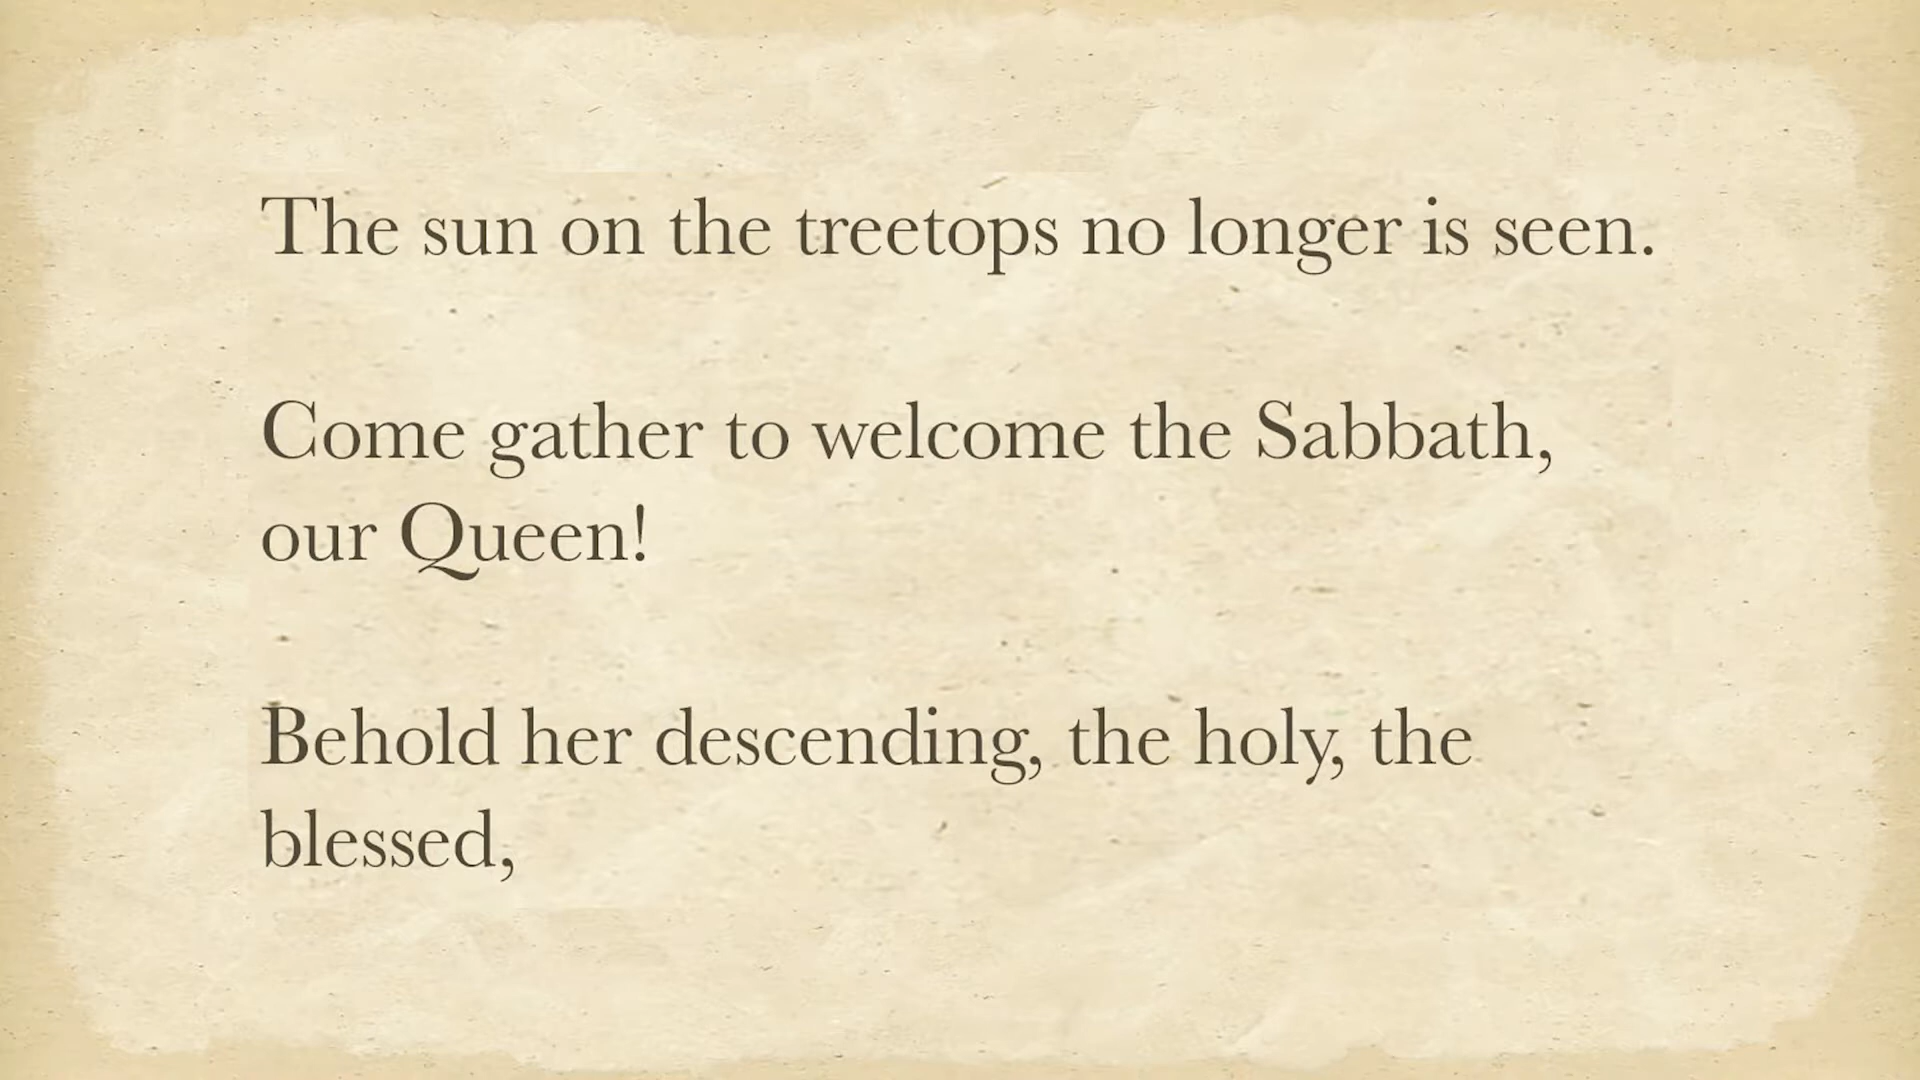 The sun on the treetops no longer is seen.
Come gather to welcome the Sabbath,
our Queen!
Behold her descending, the holy, the
blessed,